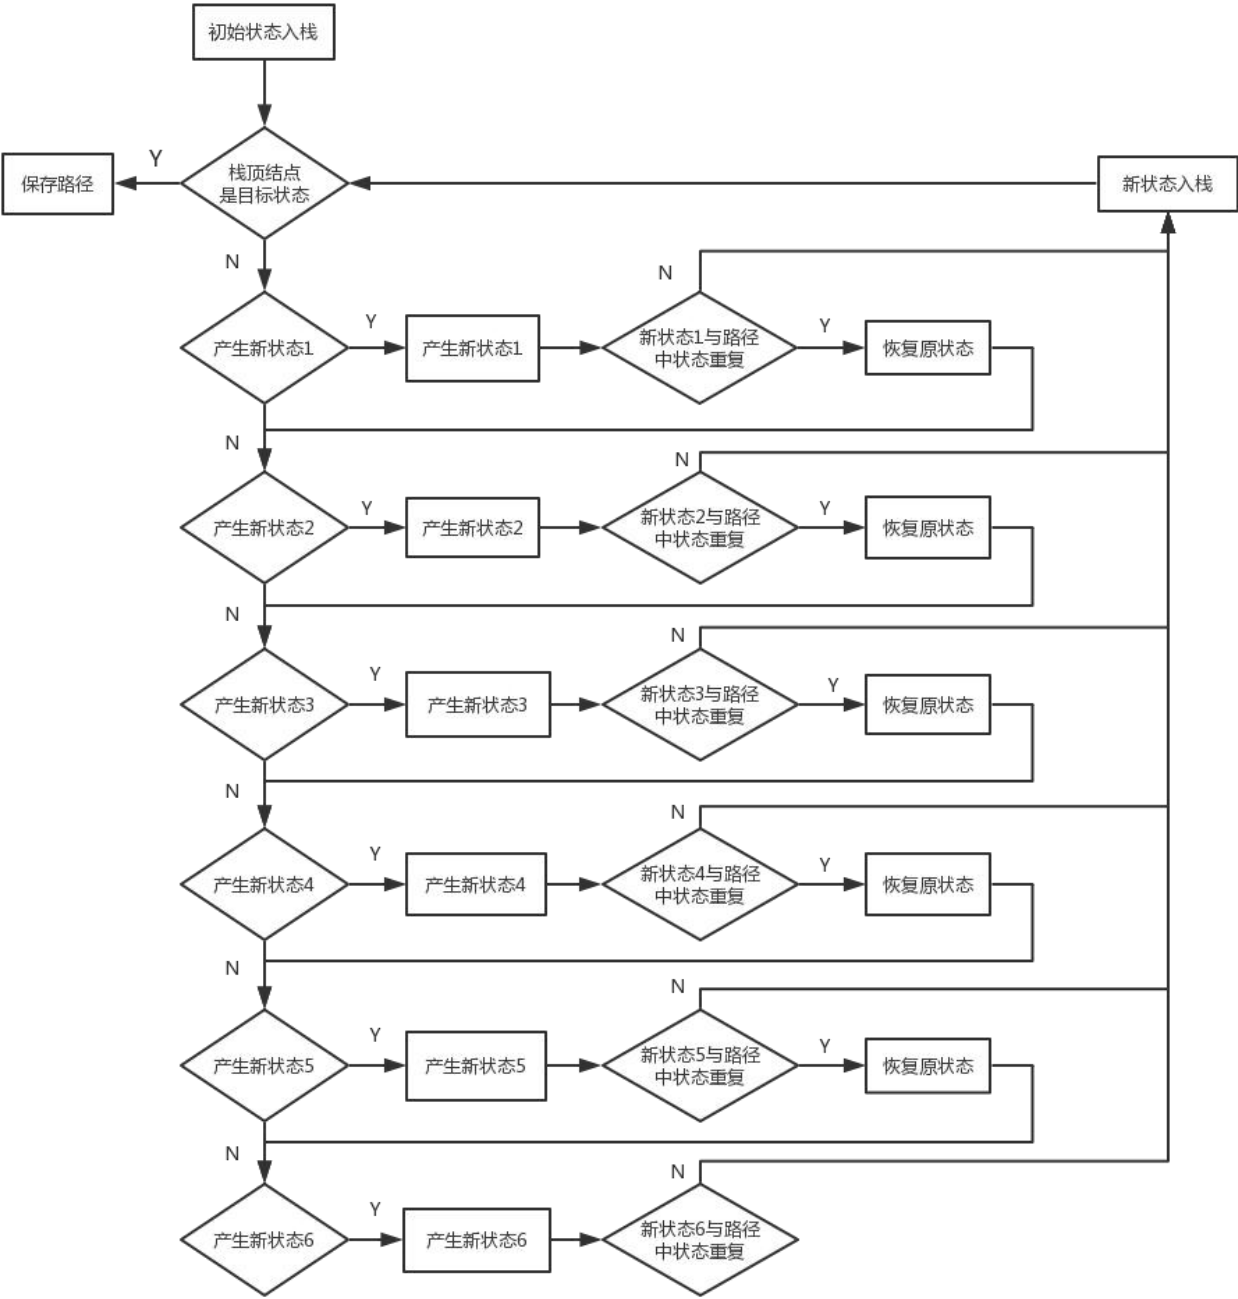 初始状态入栈
Y
保存路径
栈顶结点
是目标状态
新状态入栈
N
N
Y
Y
产生新状态1
产生新状态1
新状态1与路径
中状态重复
恢复原状态
N
N
Y
Y
产生新状态2
产生新状态2
新状态2与路径
中状态重复
恢复原状态
N
N
Y
Y
产生新状态3
产生新状态3
新状态3与路径
中状态重复
恢复原状态
N
N
Y
Y
产生新状态4
产生新状态4
新状态4与路径
中状态重复
恢复原状态
N
N
Y
Y
产生新状态5
产生新状态5
新状态5与路径
中状态重复
恢复原状态
N
N
Y
产生新状态6
产生新状态6
新状态6与路径
中状态重复